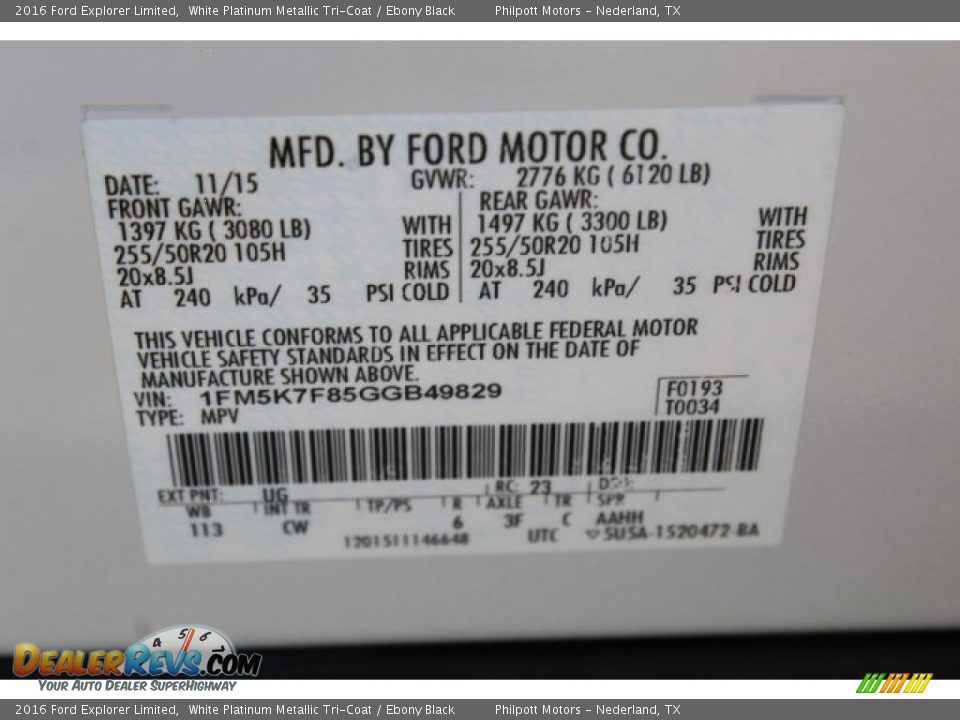 2016 Ford Explorer Limited, White Platinum Metallic Tri-Coat / Ebony Black Philpott Motors - Nederland, TX
MFD. BY FORD MOTOR CO.
DATE: 11/15 GVWR: 2776 KG ( 6120 LB)
FRONT GAWR: REAR GAWR:
1397 KG ( 3080 LB) WITH 1497 KG ( 3300 LB) WITH
255/50R20 105H TIRES 255/50R20 105H TIRES
20x8.5J RIMS 20x8.5J RIMS
AT 240 kPa/ 35 PSI COLD AT 240 kPa/ 35 PSI COLD
THIS VEHICLE CONFORMS TO ALL APPLICABLE FEDERAL MOTOR
VEHICLE SAFETY STANDARDS IN EFFECT ON THE DATE OF
MANUFACTURE SHOWN ABOVE.
VIN: 1FM5K7F85GGB49829 F0193
TYPE: MPV T0034
EXT PNT: UG RC: 23
WB INT TR TP/PS R AXLE TR SPR
113 CW 6 3F C AAHH
1201511146648 UTC 5U5A-1520472-BA
4 5 6
DEALERREVS.COM
YOUR AUTO DEALER SUPERHIGHWAY
2016 Ford Explorer Limited, White Platinum Metallic Tri-Coat / Ebony Black Philpott Motors - Nederland, TX